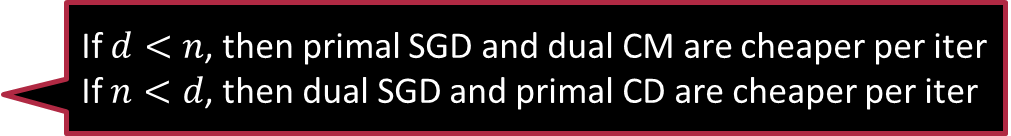 If 𝑑 < 𝑛, then primal SGD and dual CM are cheaper per iter
If 𝑛 < 𝑑, then dual SGD and primal CD are cheaper per iter